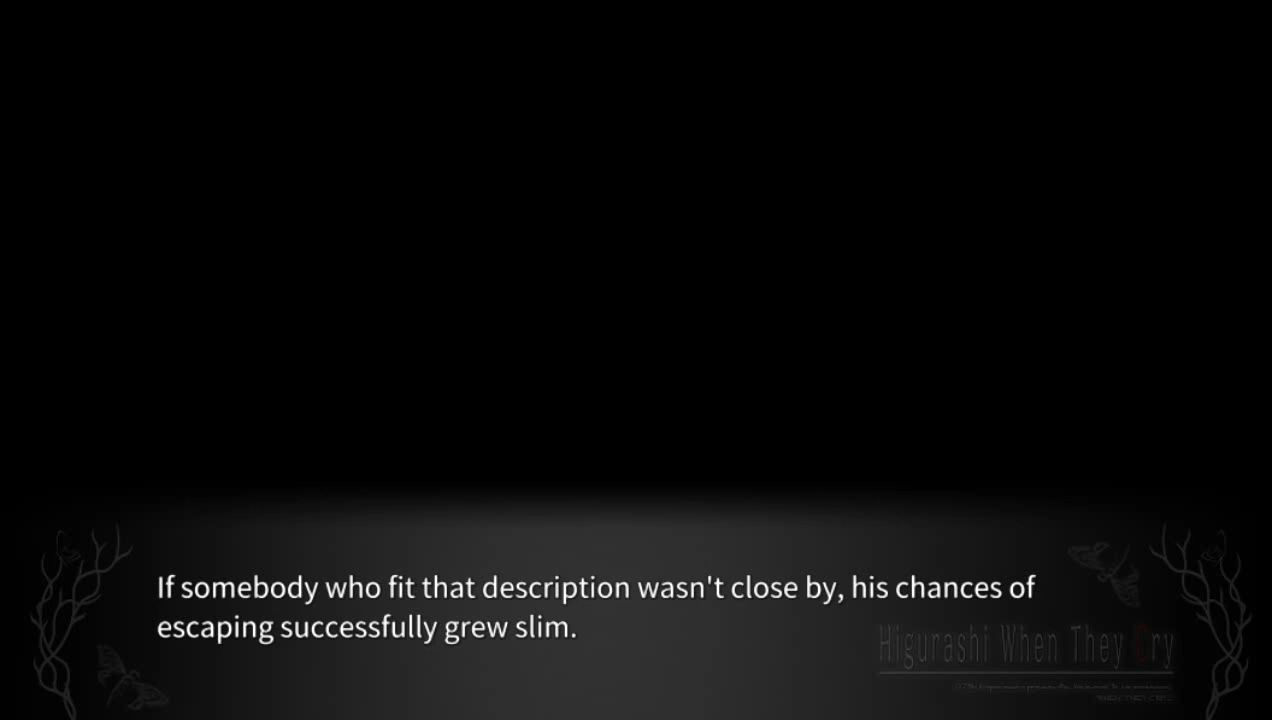 If somebody who fit that description wasn't close by, his chances of
escaping successfully grew slim.
Higurashi When They Cry